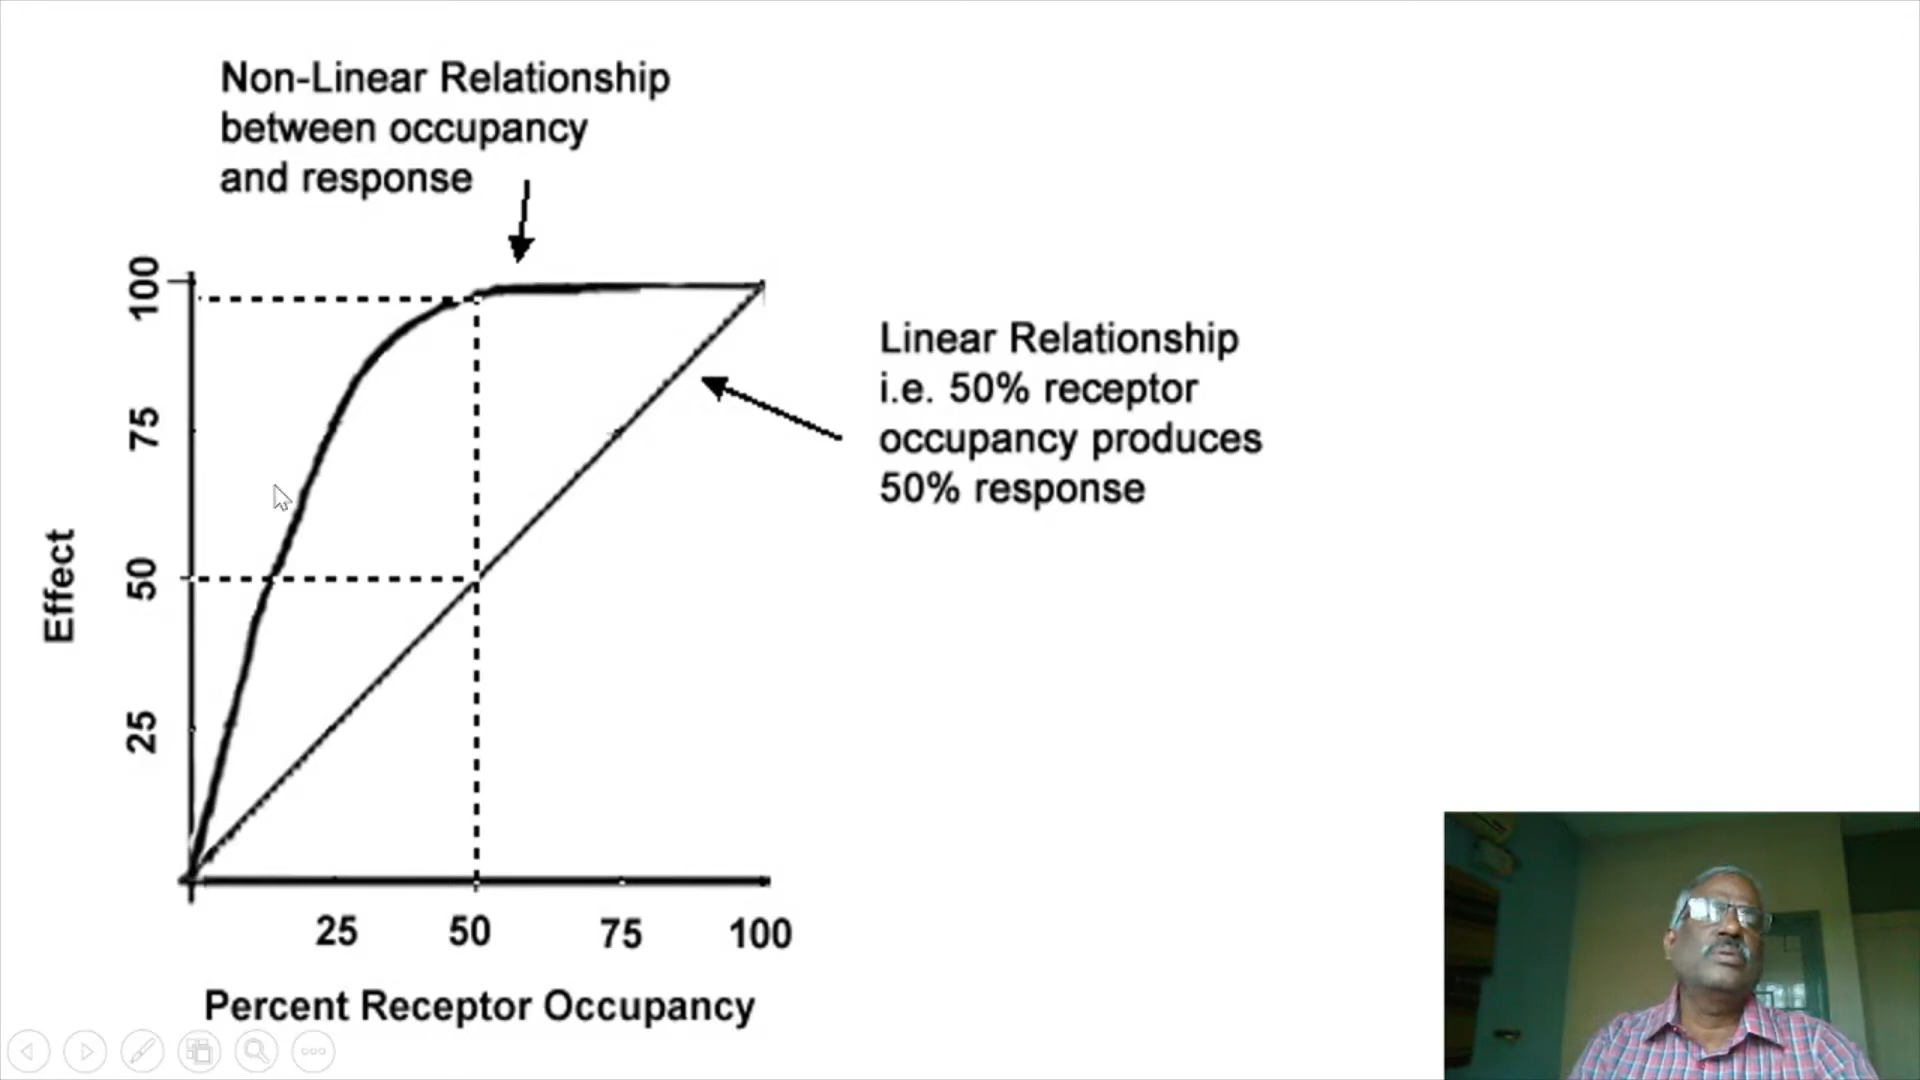 Non-Linear Relationship
between occupancy
and response
Linear Relationship
i.e. 50% receptor
occupancy produces
50% response
Effect
100
75
50
25
25 50 75 100
Percent Receptor Occupancy